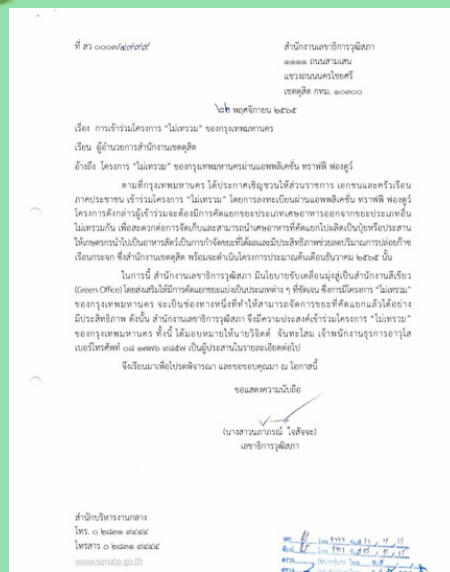 ที่ สว ๐๐๐๓/
สำนักงานเลขาธิการวุฒิสภา
๑๑๑๑ ถนนสามเสน
แขวงถนนนครไชยศรี
เขตดุสิต กทม. ๑๐๓๐๐
๒๒ พฤศจิกายน ๒๕๖๕
เรื่อง การเข้าร่วมโครงการ "ไม่เทรวม" ของกรุงเทพมหานคร
เรียน ผู้อำนวยการสำนักงานเขตดุสิต
อ้างถึง โครงการ "ไม่เทรวม" ของกรุงเทพมหานครผ่านแอพพลิเคชั่น ทราฟฟี่ ฟองดูว์
ตามที่กรุงเทพมหานคร ได้ประกาศเชิญชวนให้ส่วนราชการ เอกชนและครัวเรือน
ภาคประชาชน เข้าร่วมโครงการ "ไม่เทรวม" โดยการลงทะเบียนผ่านแอพพลิเคชั่น ทราฟฟี่ ฟองดูว์
โครงการดังกล่าวผู้เข้าร่วมจะต้องมีการคัดแยกขยะประเภทเศษอาหารออกจากขยะประเภทอื่น
ไม่เทรวมกัน เพื่อสะดวกต่อการจัดเก็บและสามารถนำเศษอาหารที่คัดแยกไปผลิตเป็นปุ๋ยหรือประสาน
ให้เกษตรกรนำไปเป็นอาหารสัตว์เป็นการกำจัดขยะที่ได้ผลและมีประสิทธิภาพช่วยลดปริมาณการปล่อยก๊าซ
เรือนกระจก ซึ่งสำนักงานเขตดุสิต พร้อมจะดำเนินโครงการประมาณต้นเดือนธันวาคม ๒๕๖๕ นั้น
ในการนี้ สำนักงานเลขาธิการวุฒิสภา มีนโยบายขับเคลื่อนมุ่งสู่เป็นสำนักงานสีเขียว
(Green Office) โดยส่งเสริมให้มีการคัดแยกขยะแบ่งเป็นประเภทต่าง ๆ ที่ชัดเจน ซึ่งการมีโครงการ "ไม่เทรวม"
ของกรุงเทพมหานคร จะเป็นช่องทางหนึ่งที่ทำให้สามารถจัดการขยะที่คัดแยกแล้วได้อย่าง
มีประสิทธิภาพ ดังนั้น สำนักงานเลขาธิการวุฒิสภา จึงมีความประสงค์เข้าร่วมโครงการ "ไม่เทรวม"
ของกรุงเทพมหานคร ทั้งนี้ ได้มอบหมายให้นายวิจิตต์ จันทะโสม เจ้าพนักงานธุรการอาวุโส
เบอร์โทรศัพท์ ๐๘ ๑๗๗๖ ๙๘๕๗ เป็นผู้ประสานในรายละเอียดต่อไป
จึงเรียนมาเพื่อโปรดพิจารณา และขอขอบคุณมา ณ โอกาสนี้
ขอแสดงความนับถือ
(นางสาวนภาภรณ์ ใจสัจจะ)
เลขาธิการวุฒิสภา
สำนักบริหารงานกลาง
โทร. ๐ ๒๘๓๑ ๙๔๔๔
โทรสาร ๐ ๒๘๓๑ ๙๔๔๔
www.senate.go.th